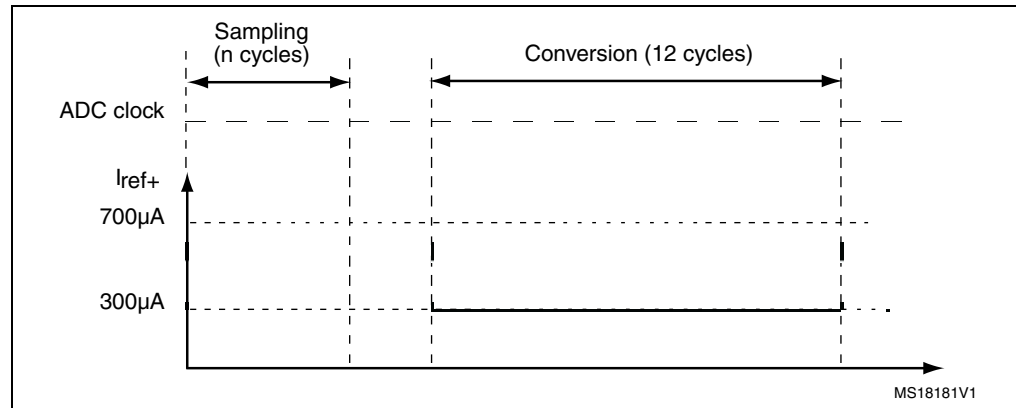 Sampling
(n cycles)
Conversion (12 cycles)
ADC clock
Iref+
700µA
300µA
MS18181V1